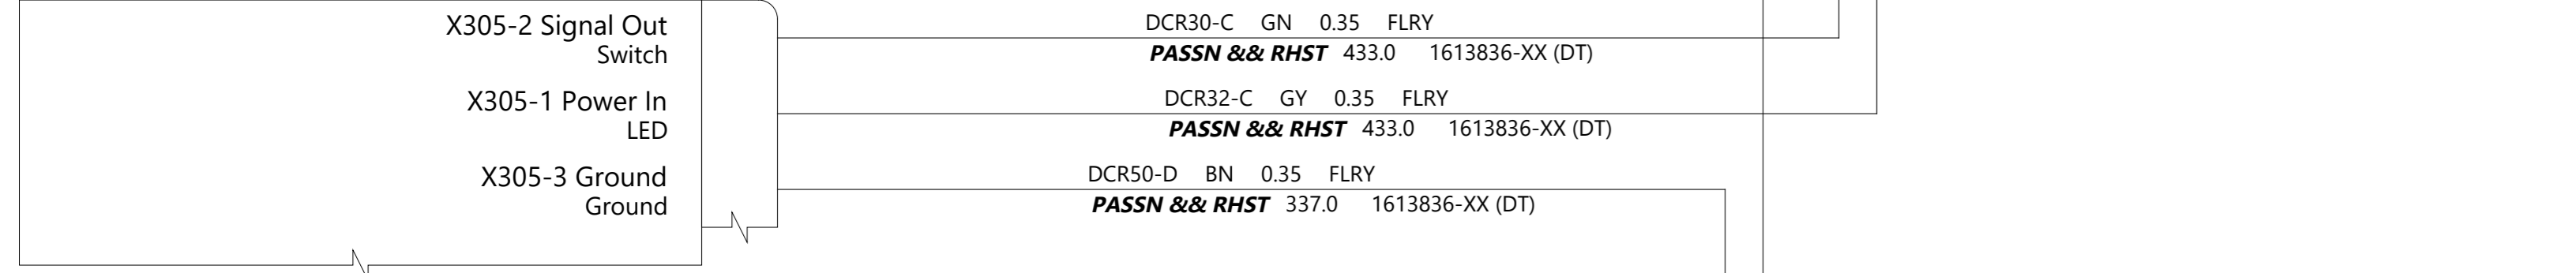 X305-2 Signal Out
Switch
DCR30-C GN 0.35 FLRY
PASSN && RHST 433.0 1613836-XX (DT)
X305-1 Power In
LED
DCR32-C GY 0.35 FLRY
PASSN && RHST 433.0 1613836-XX (DT)
X305-3 Ground
Ground
DCR50-D BN 0.35 FLRY
PASSN && RHST 337.0 1613836-XX (DT)